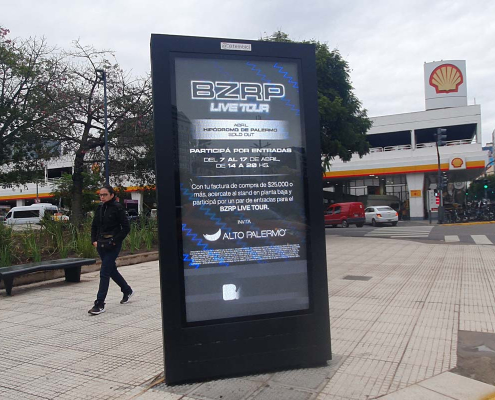 BZRP
LIVE TOUR
ABRIL
HIPÓDROMO DE PALERMO
SOLD OUT
PARTICIPÁ POR ENTRADAS
DEL 7 AL 17 DE ABRIL
DE 14 A 20 HS
Con tu factura de compra de $25.000 o
más, acercate al stand en planta baja y
participá por un par de entradas para el
BZRP LIVE TOUR.
INVITA
ALTO PALERMO